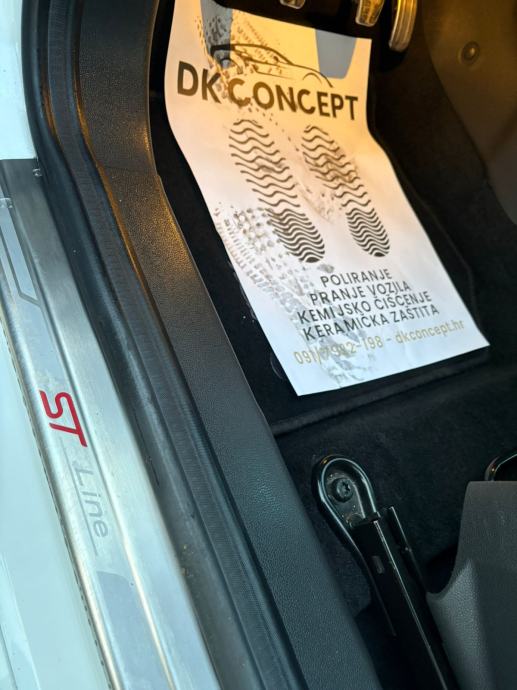 DK CONCEPT
POLIRANJE
PRANJE VOZILA
KEMIJSKO ČIŠĆENJE
KERAMIČKA ZAŠTITA
dkconcept.hr
ST Line